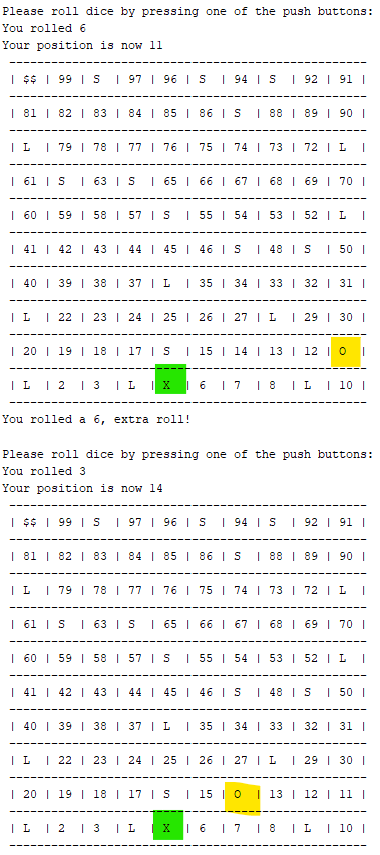 Please roll dice by pressing one of the push buttons:
You rolled 6
Your position is now 11
------------------------------------------------
| $$ | 99 | S  | 97 | 96 | S  | 94 | S  | 92 | 91 |
------------------------------------------------
| 81 | 82 | 83 | 84 | 85 | 86 | S  | 88 | 89 | 90 |
------------------------------------------------
| L  | 79 | 78 | 77 | 76 | 75 | 74 | 73 | 72 | L  |
------------------------------------------------
| 61 | S  | 63 | S  | 65 | 66 | 67 | 68 | 69 | 70 |
------------------------------------------------
| 60 | 59 | 58 | 57 | S  | 55 | 54 | 53 | 52 | L  |
------------------------------------------------
| 41 | 42 | 43 | 44 | 45 | 46 | S  | 48 | S  | 50 |
------------------------------------------------
| 40 | 39 | 38 | 37 | L  | 35 | 34 | 33 | 32 | 31 |
------------------------------------------------
| L  | 22 | 23 | 24 | 25 | 26 | 27 | L  | 29 | 30 |
------------------------------------------------
| 20 | 19 | 18 | 17 | S  | 15 | 14 | 13 | 12 | O  |
------------------------------------------------
| L  | 2  | 3  | L  | X  | 6  | 7  | 8  | L  | 10 |
------------------------------------------------
You rolled a 6, extra roll!
Please roll dice by pressing one of the push buttons:
You rolled 3
Your position is now 14
------------------------------------------------
| $$ | 99 | S  | 97 | 96 | S  | 94 | S  | 92 | 91 |
------------------------------------------------
| 81 | 82 | 83 | 84 | 85 | 86 | S  | 88 | 89 | 90 |
------------------------------------------------
| L  | 79 | 78 | 77 | 76 | 75 | 74 | 73 | 72 | L  |
------------------------------------------------
| 61 | S  | 63 | S  | 65 | 66 | 67 | 68 | 69 | 70 |
------------------------------------------------
| 60 | 59 | 58 | 57 | S  | 55 | 54 | 53 | 52 | L  |
------------------------------------------------
| 41 | 42 | 43 | 44 | 45 | 46 | S  | 48 | S  | 50 |
------------------------------------------------
| 40 | 39 | 38 | 37 | L  | 35 | 34 | 33 | 32 | 31 |
------------------------------------------------
| L  | 22 | 23 | 24 | 25 | 26 | 27 | L  | 29 | 30 |
------------------------------------------------
| 20 | 19 | 18 | 17 | S  | 15 | O  | 13 | 12 | 11 |
------------------------------------------------
| L  | 2  | 3  | L  | X  | 6  | 7  | 8  | L  | 10 |
------------------------------------------------